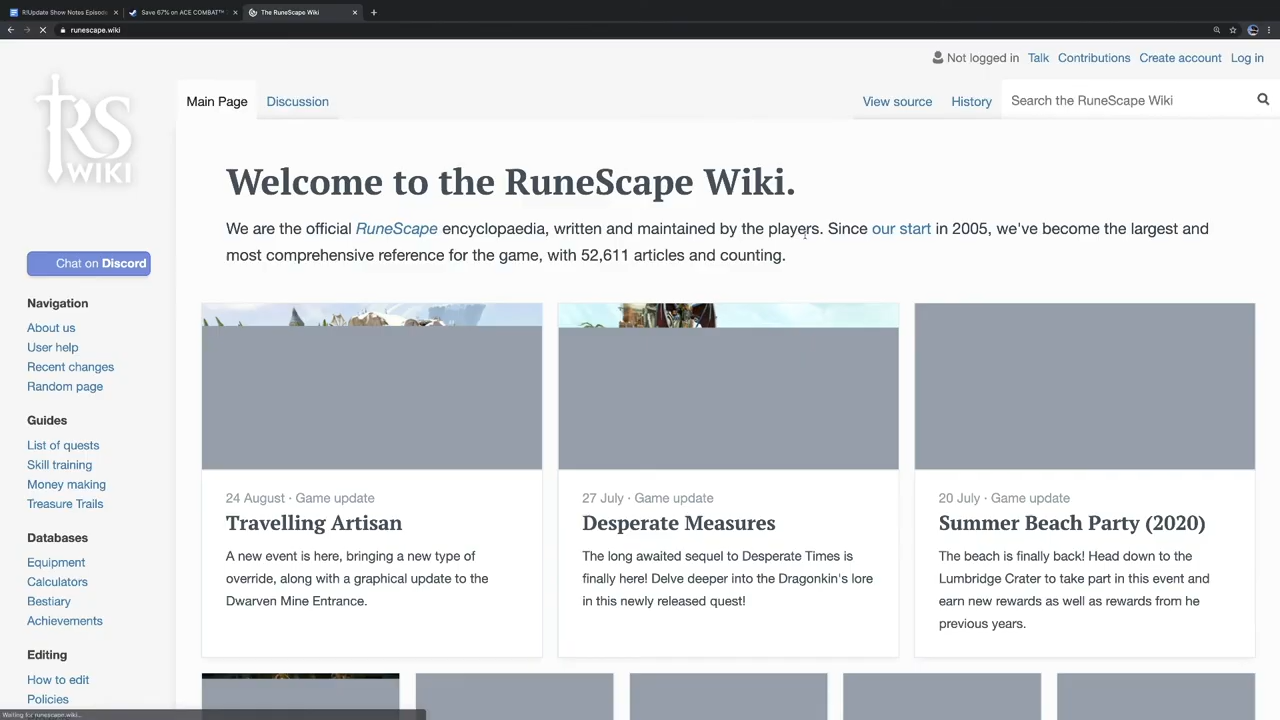 R!Update Show Notes Episod
Save 67% on ACE COMBAT™
The RuneScape Wiki
runescape.wiki
Not logged in
Talk
Contributions
Create account
Log in
RS
WIKI
Main Page
Discussion
View source
History
Search the RuneScape Wiki
Welcome to the RuneScape Wiki.
We are the official RuneScape encyclopaedia, written and maintained by the players. Since our start in 2005, we've become the largest and
most comprehensive reference for the game, with 52,611 articles and counting.
Chat on Discord
Navigation
About us
User help
Recent changes
Random page
Guides
List of quests
Skill training
Money making
Treasure Trails
Databases
Equipment
Calculators
Bestiary
Achievements
Editing
How to edit
Policies
24 August · Game update
Travelling Artisan
A new event is here, bringing a new type of
override, along with a graphical update to the
Dwarven Mine Entrance.
27 July · Game update
Desperate Measures
The long awaited sequel to Desperate Times is
finally here! Delve deeper into the Dragonkin's lore
in this newly released quest!
20 July · Game update
Summer Beach Party (2020)
The beach is finally back! Head down to the
Lumbridge Crater to take part in this event and
earn new rewards as well as rewards from he
previous years.
Waiting for runescape.wiki...